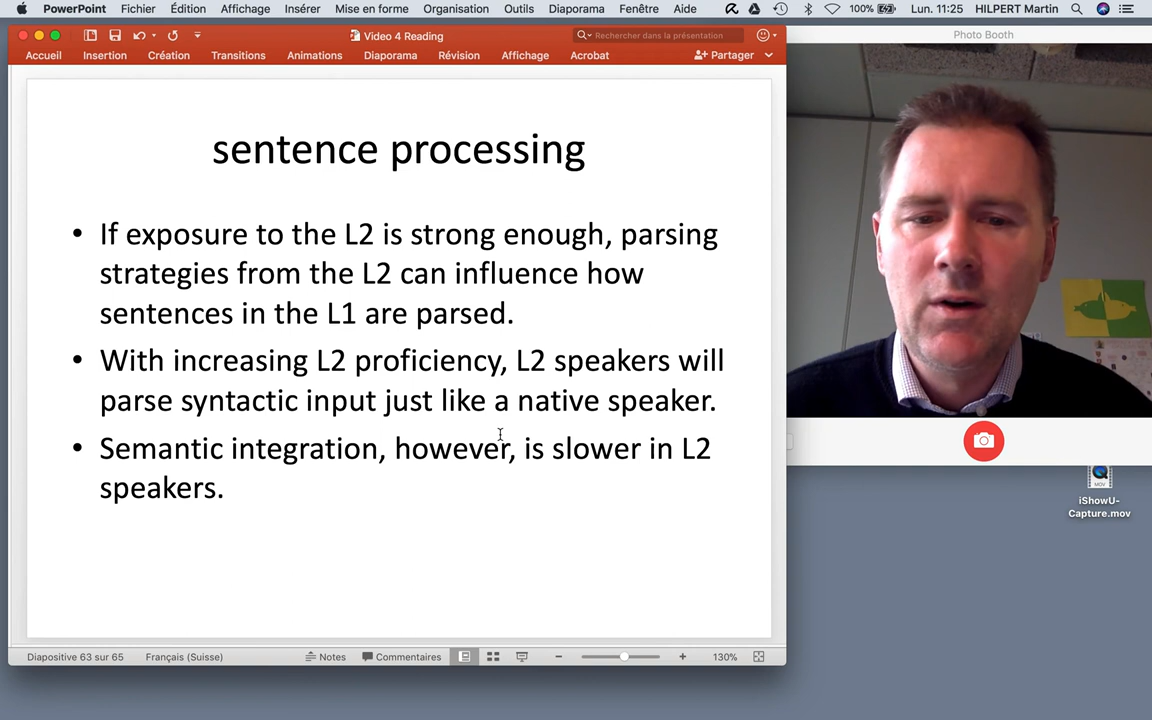 PowerPoint Fichier Édition Affichage Insérer Mise en forme Organisation Outils Diaporama Fenêtre Aide 100% Lun. 11:25 HILPERT Martin
Video 4 Reading
Rechercher dans la présentation
Photo Booth
Accueil Insertion Création Transitions Animations Diaporama Révision Affichage Acrobat Partager
sentence processing
• If exposure to the L2 is strong enough, parsing
strategies from the L2 can influence how
sentences in the L1 are parsed.
• With increasing L2 proficiency, L2 speakers will
parse syntactic input just like a native speaker.
• Semantic integration, however, is slower in L2
speakers.
MOV
iShowU-
Capture.mov
Diapositive 63 sur 65 Français (Suisse) Notes Commentaires 130%